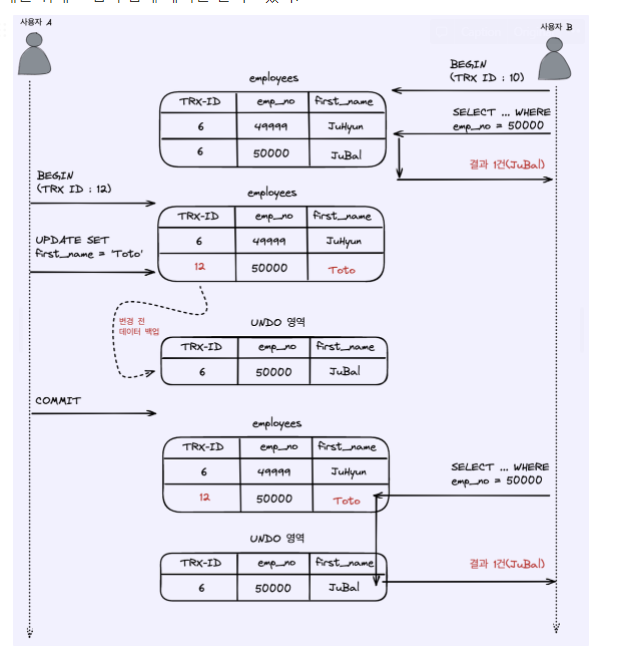 사용자 A
사용자 B
BEGIN
(TRX ID : 10)
employees
TRX-ID emp_no first_name
6 49999 JuHyun
6 50000 JuBal
SELECT ... WHERE
emp_no = 50000
결과 1건(JuBal)
BEGIN
(TRX ID : 12)
employees
TRX-ID emp_no first_name
6 49999 JuHyun
12 50000 Toto
UPDATE SET
first_name = 'Toto'
변경 전
데이터 백업
UNDO 영역
TRX-ID emp_no first_name
6 50000 JuBal
COMMIT
employees
TRX-ID emp_no first_name
6 49999 JuHyun
12 50000 Toto
SELECT ... WHERE
emp_no = 50000
UNDO 영역
TRX-ID emp_no first_name
6 50000 JuBal
결과 1건(JuBal)